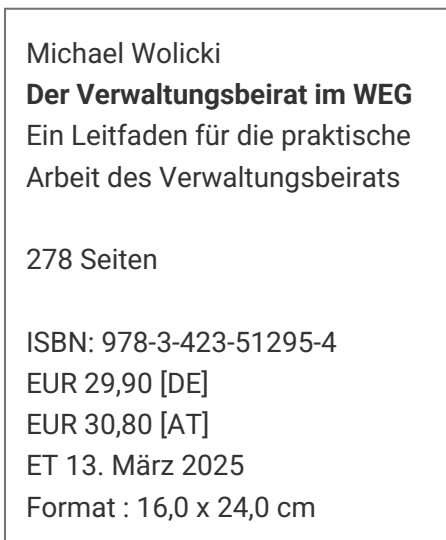 Michael Wolicki
Der Verwaltungsbeirat im WEG
Ein Leitfaden für die praktische
Arbeit des Verwaltungsbeirats
278 Seiten
ISBN: 978-3-423-51295-4
EUR 29,90 [DE]
EUR 30,80 [AT]
ET 13. März 2025
Format : 16,0 x 24,0 cm